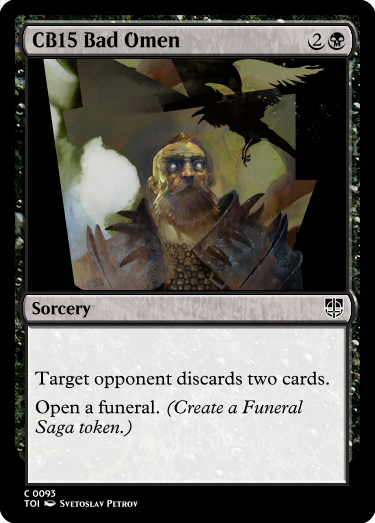 CB15 Bad Omen 2
Sorcery
Target opponent discards two cards.
Open a funeral. (Create a Funeral
Saga token.)
C 0093
TOI Svetoslav Petrov